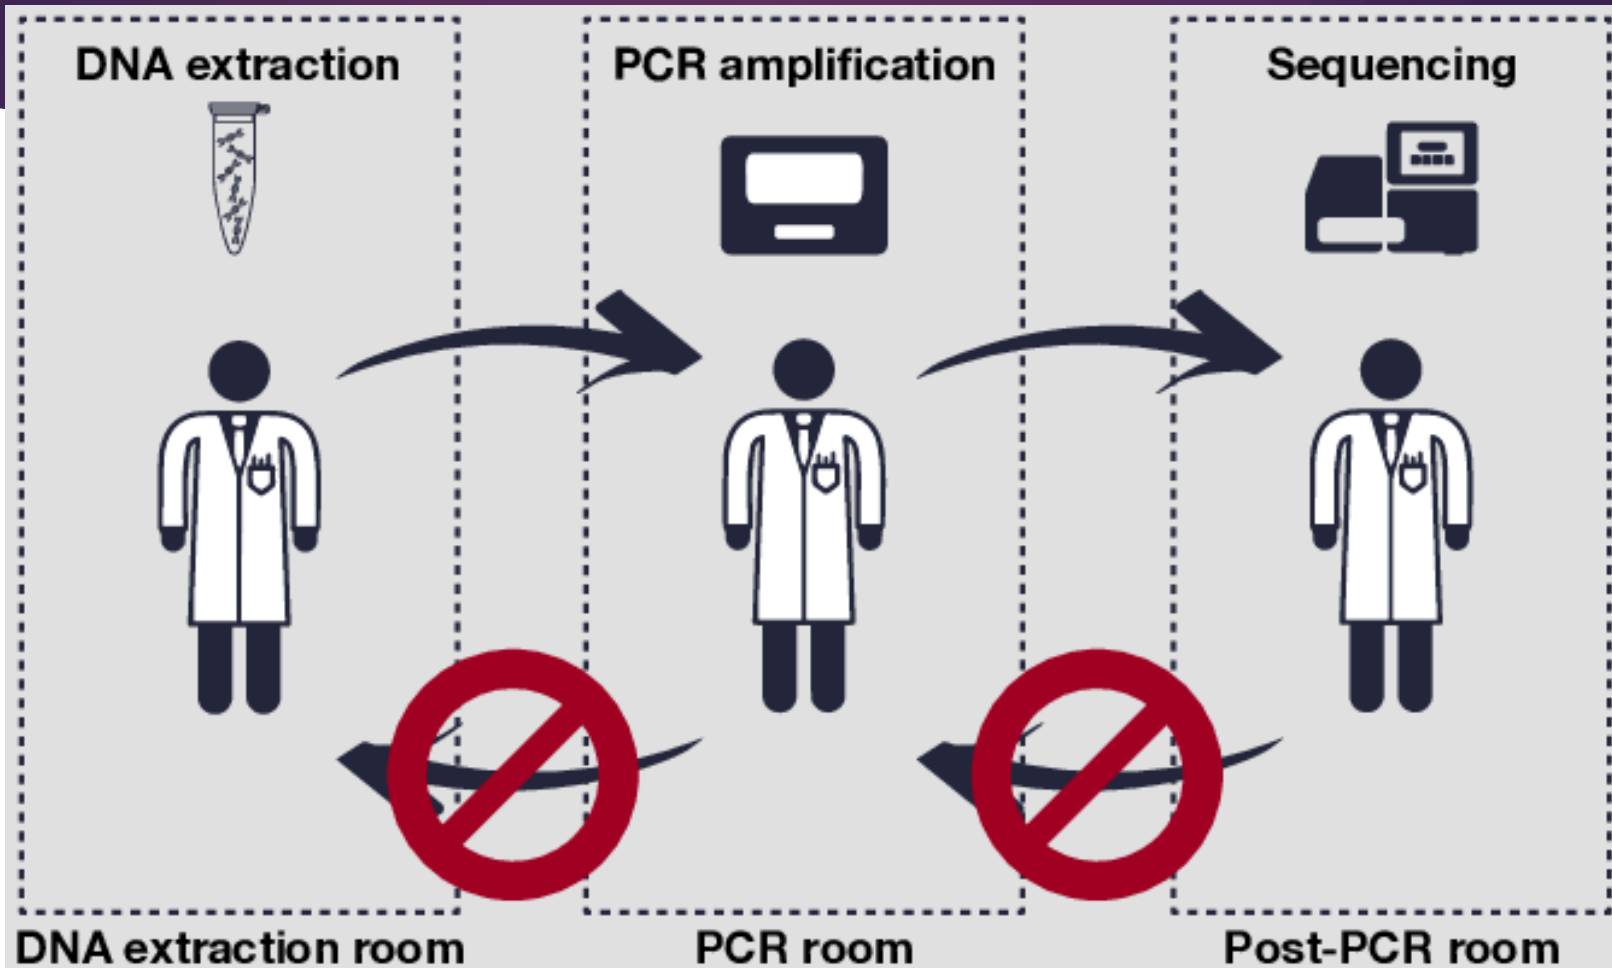 DNA extraction
PCR amplification
Sequencing
DNA extraction room
PCR room
Post-PCR room